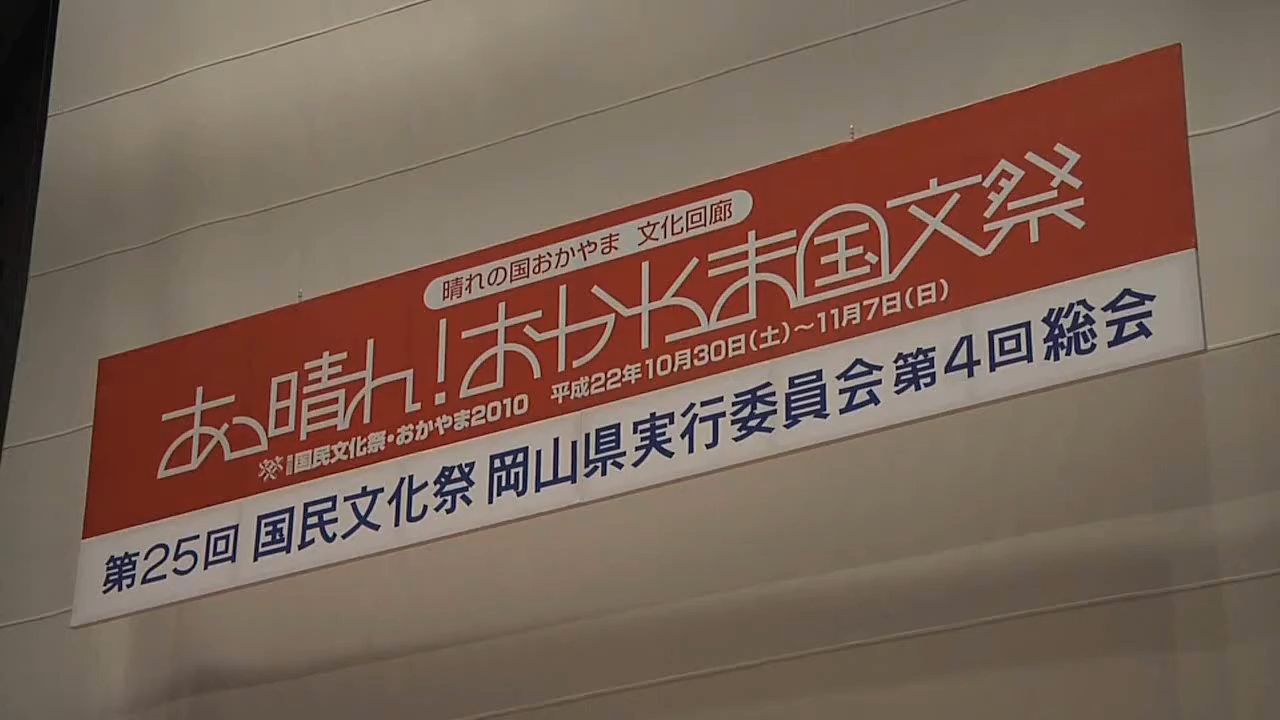 晴れの国おかやま 文化回廊
あっ晴れ!おかやま国文祭
国民文化祭・おかやま2010 平成22年10月30日(土)~11月7日(日)
第25回 国民文化祭 岡山県実行委員会第4回総会